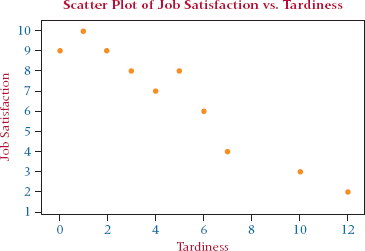 Scatter Plot of Job Satisfaction vs. Tardiness
Job Satisfaction
10
9
8
7
6
5
4
3
2
1
0 2 4 6 8 10 12
Tardiness